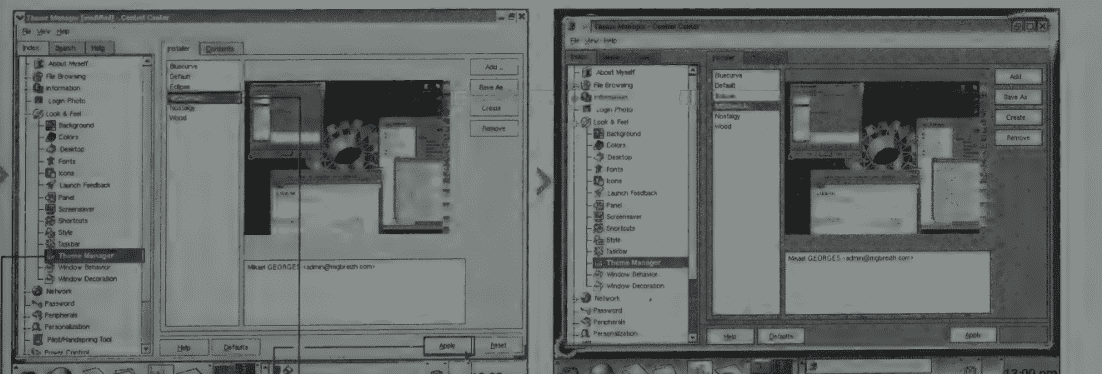 Theme Manager [modified] - Control Center
File View Help
Index Search Help
About Myself
File Browsing
Information
Login Photo
Look & Feel
Background
Colors
Desktop
Fonts
Icons
Launch Feedback
Panel
Screensaver
Shortcuts
Style
Taskbar
Theme Manager
Window Behavior
Window Decoration
Network
Password
Peripherals
Personalization
Pilot/Handspring Tool
Power Control
Installer Contents
Bluecurve
Default
Eclipse
Nostalgy
Wood
Add...
Save As
Create
Remove
Mikael GEORGES <admin@mgbreizh.com>
Help Defaults Apply Reset
Theme Manager - Control Center
File View Help
About Myself
File Browsing
Information
Login Photo
Look & Feel
Background
Colors
Desktop
Fonts
Icons
Launch Feedback
Panel
Screensaver
Shortcuts
Style
Taskbar
Theme Manager
Window Behavior
Window Decoration
Network
Password
Peripherals
Personalization
Installer
Bluecurve
Default
Eclipse
Nostalgy
Wood
Add
Save As
Create
Remove
Mikael GEORGES <admin@mgbreizh.com>
Help Defaults Apply